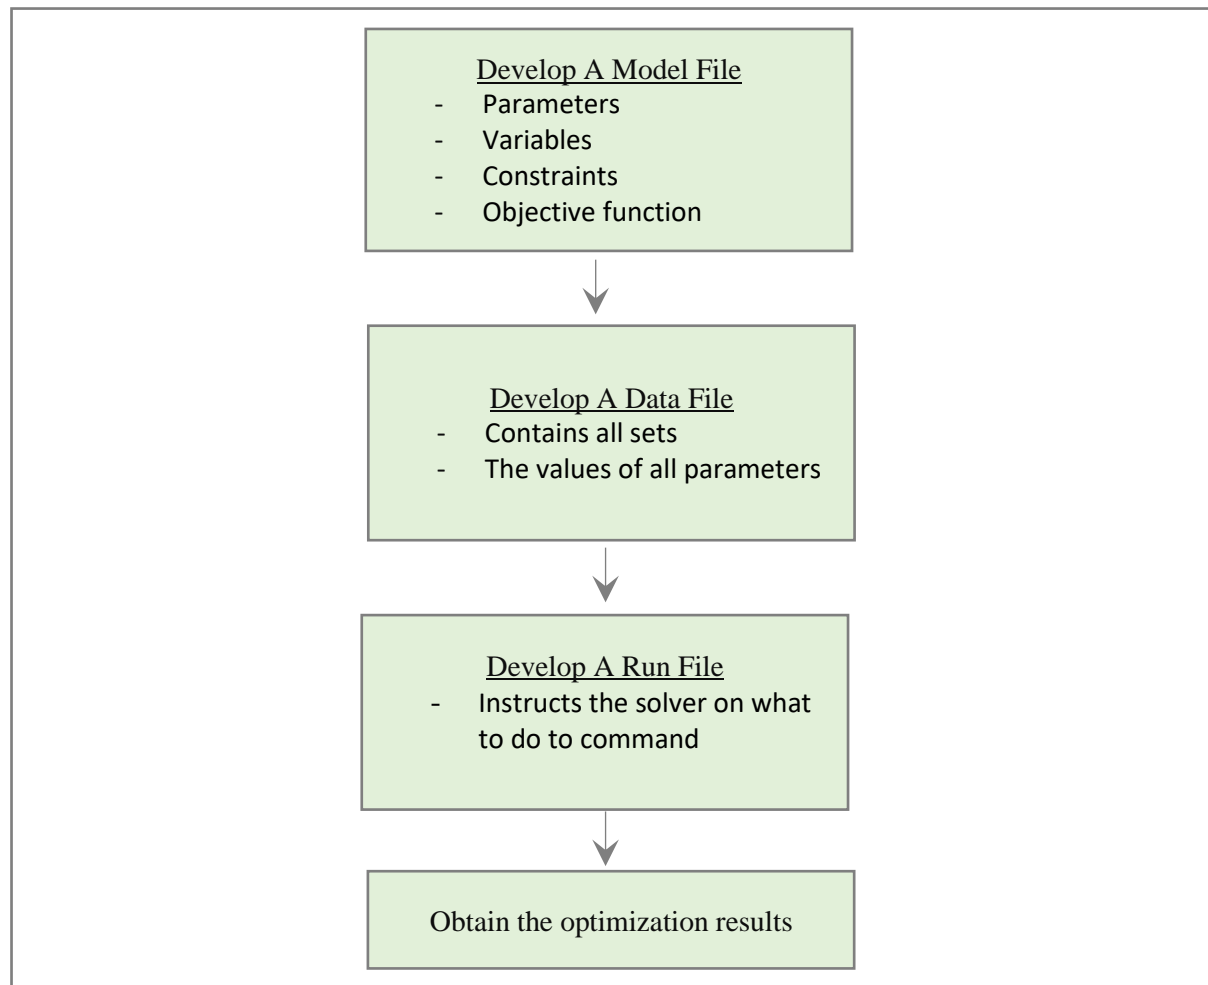 Develop A Model File
- Parameters
- Variables
- Constraints
- Objective function
Develop A Data File
- Contains all sets
- The values of all parameters
Develop A Run File
- Instructs the solver on what
to do to command
Obtain the optimization results